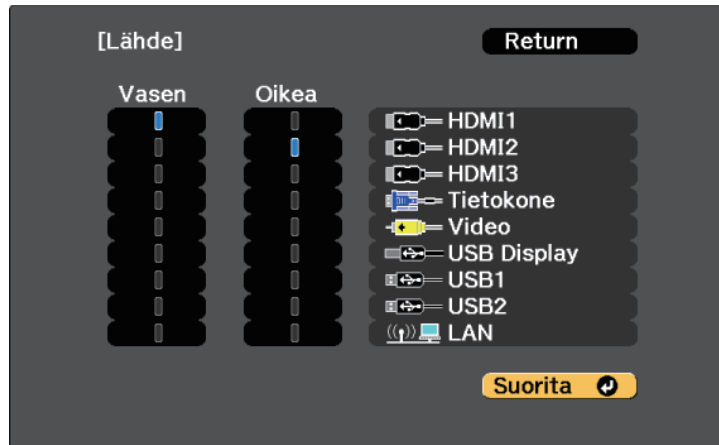 [Lähde]
Return
Vasen Oikea
HDMI1
HDMI2
HDMI3
Tietokone
Video
USB Display
USB1
USB2
LAN
Suorita